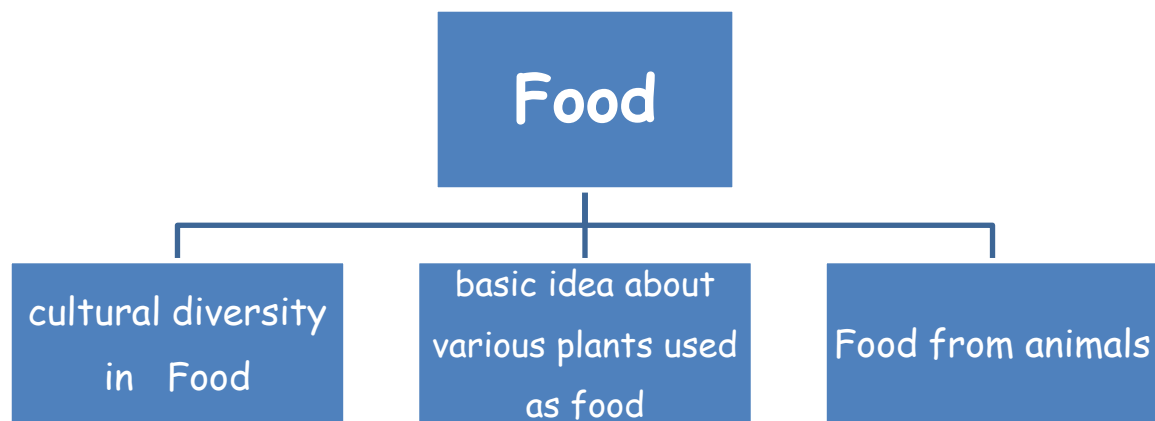 Food
cultural diversity
in Food
basic idea about
various plants used
as food
Food from animals